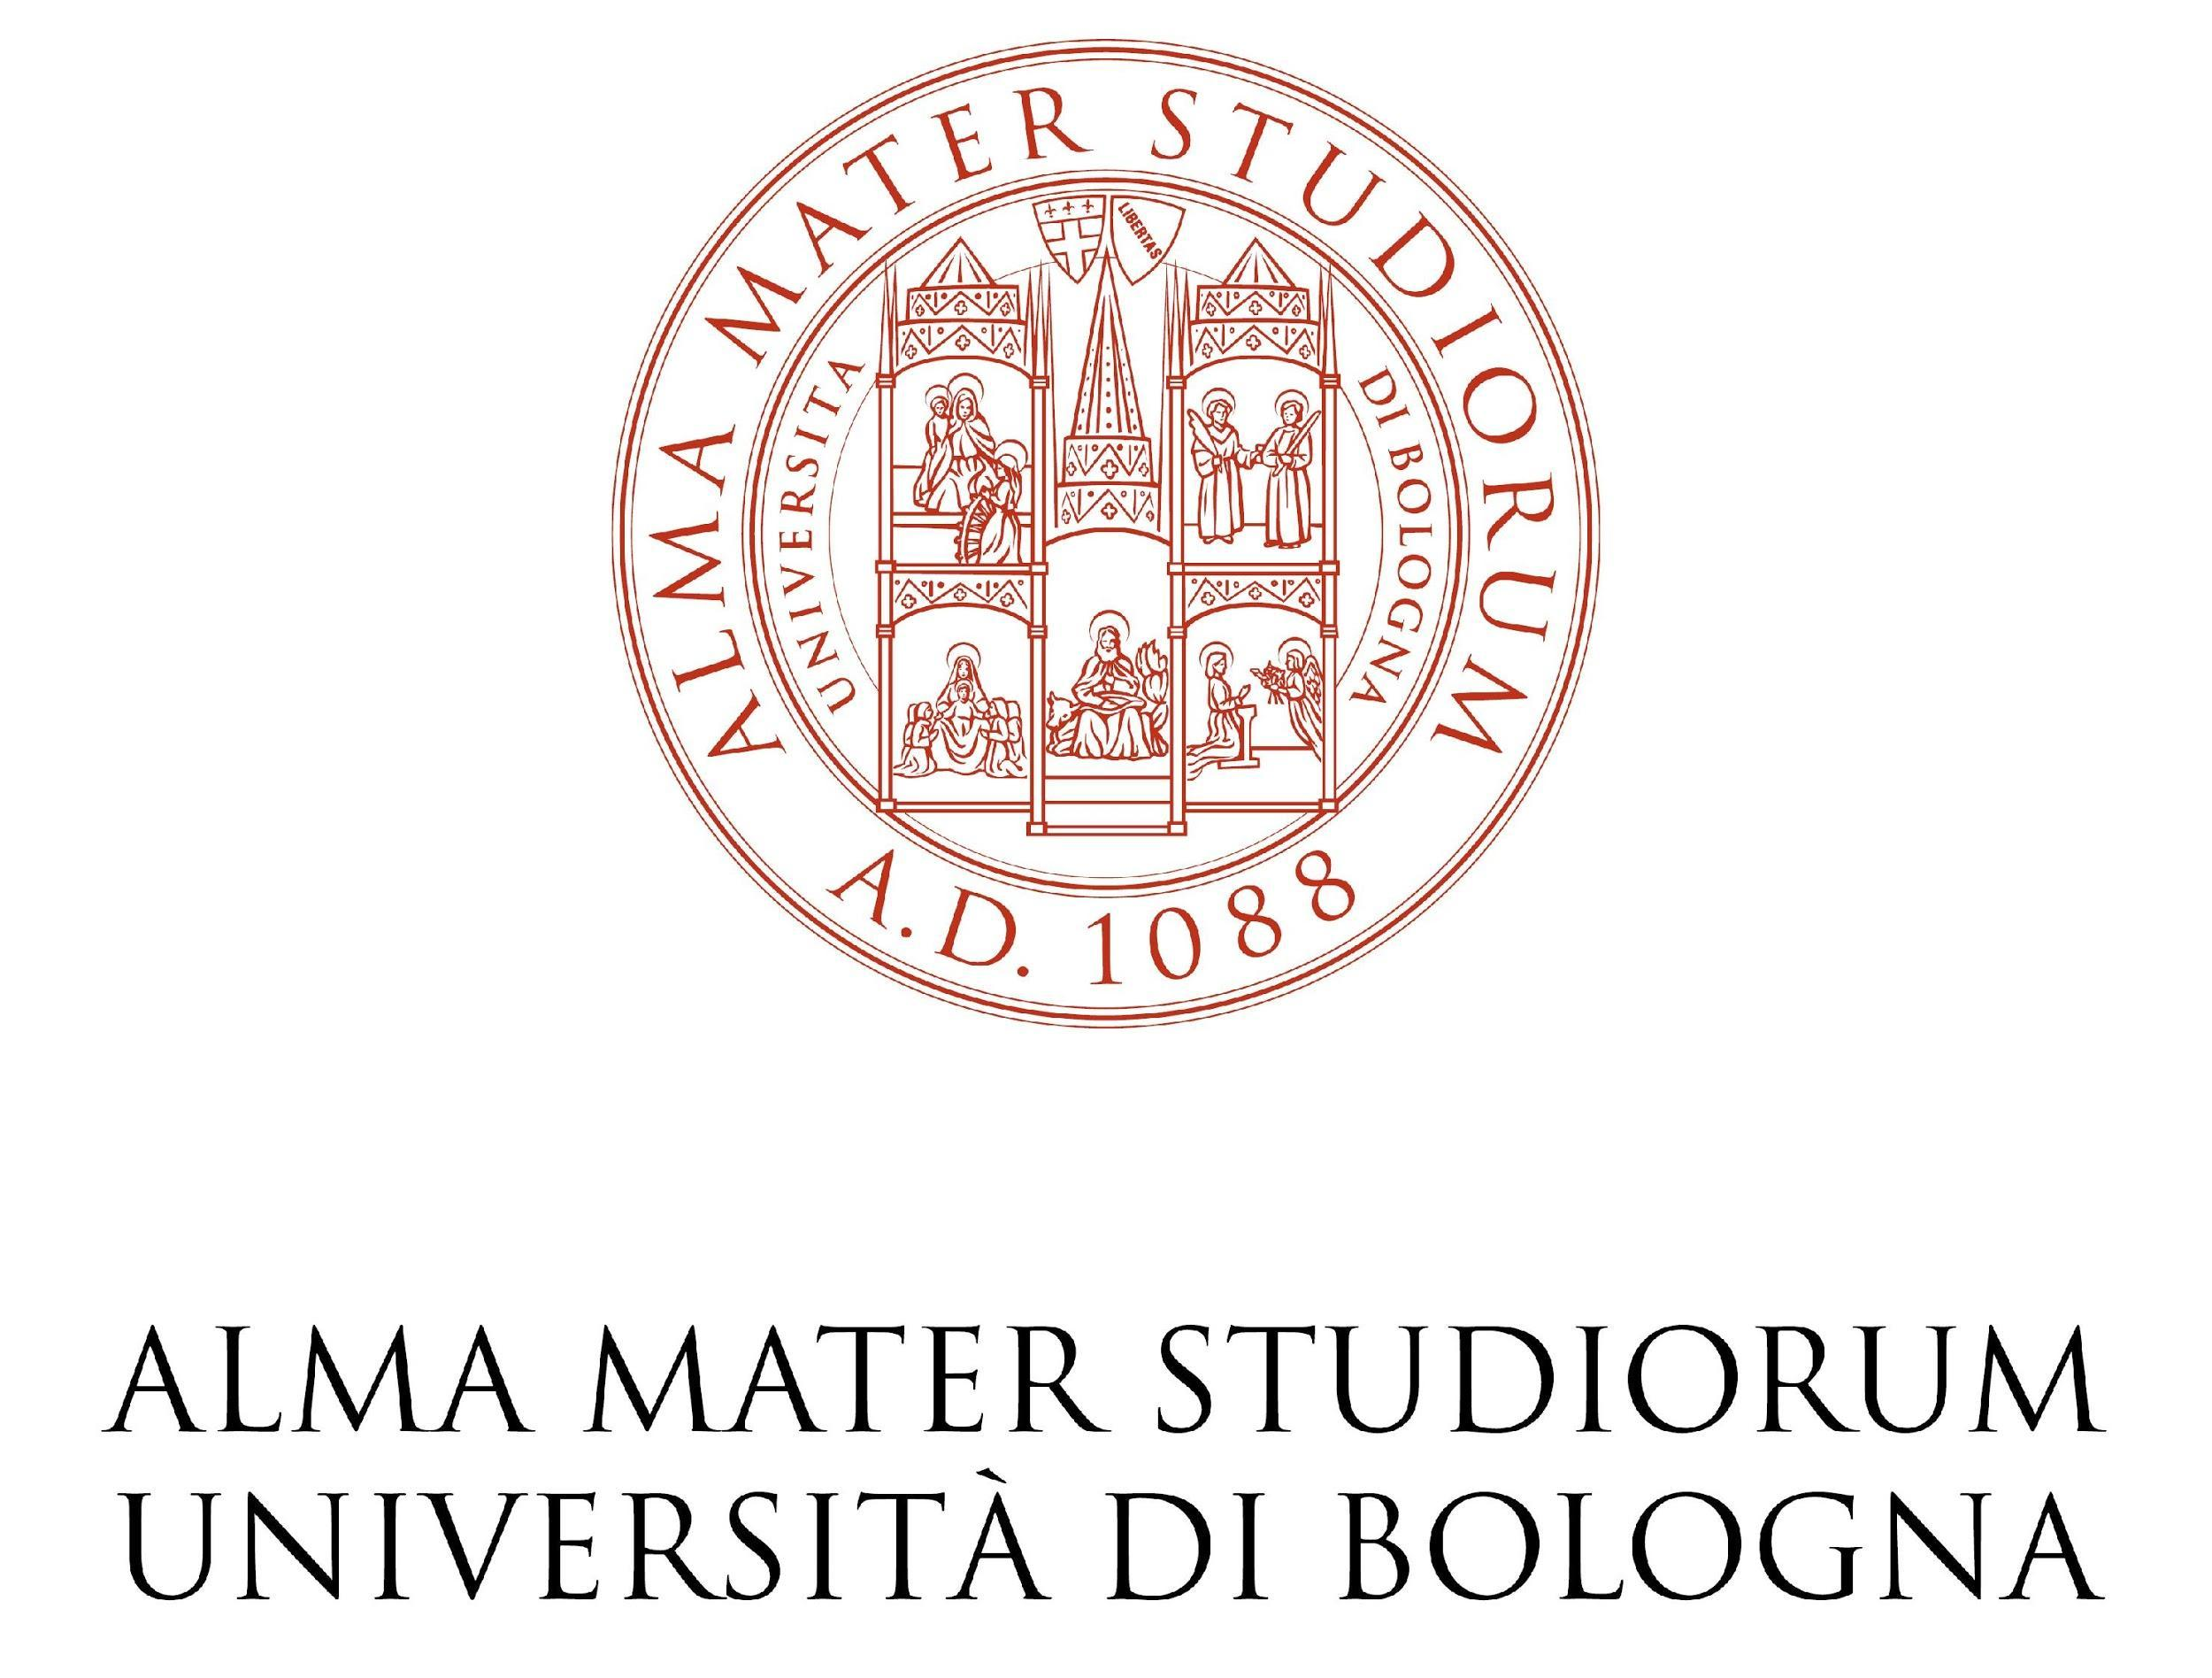 ALMA MATER STUDIORUM
LIBERTAS
UNIVERSITA
DI BOLOGNA
A.D. 1088
ALMA MATER STUDIORUM
UNIVERSITÀ DI BOLOGNA